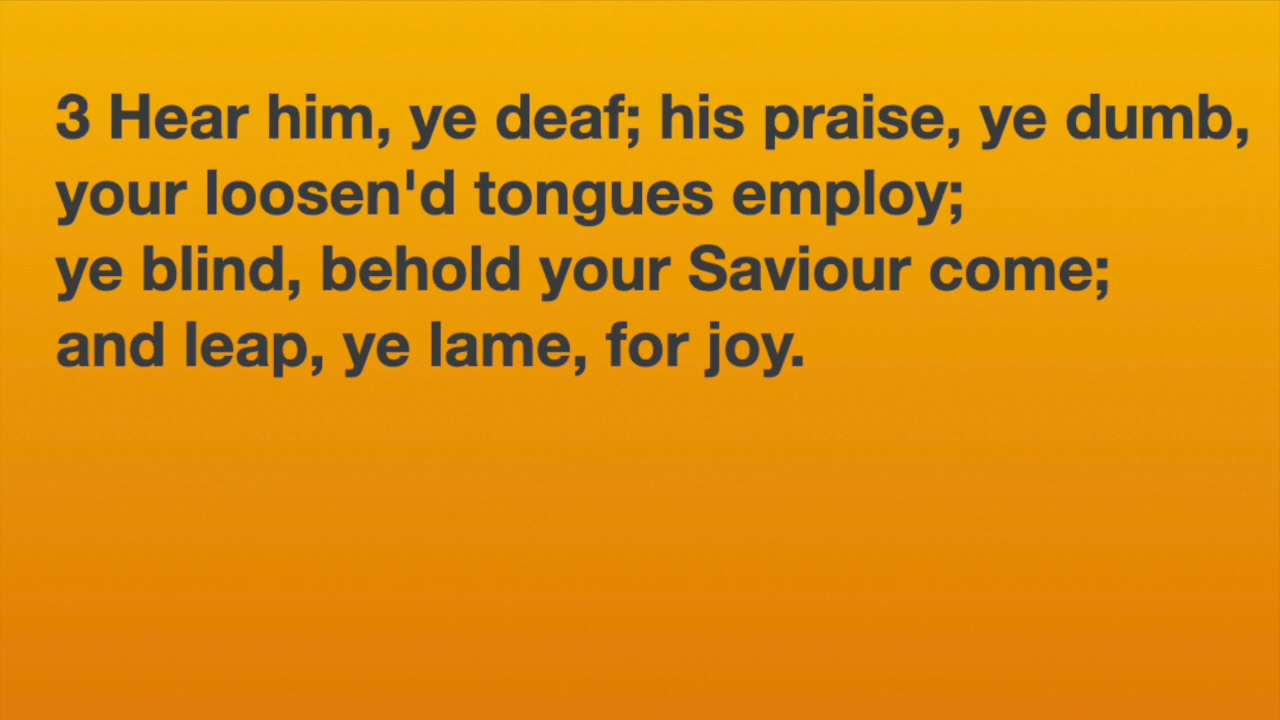 3 Hear him, ye deaf; his praise, ye dumb,
your loosen'd tongues employ;
ye blind, behold your Saviour come;
and leap, ye lame, for joy.